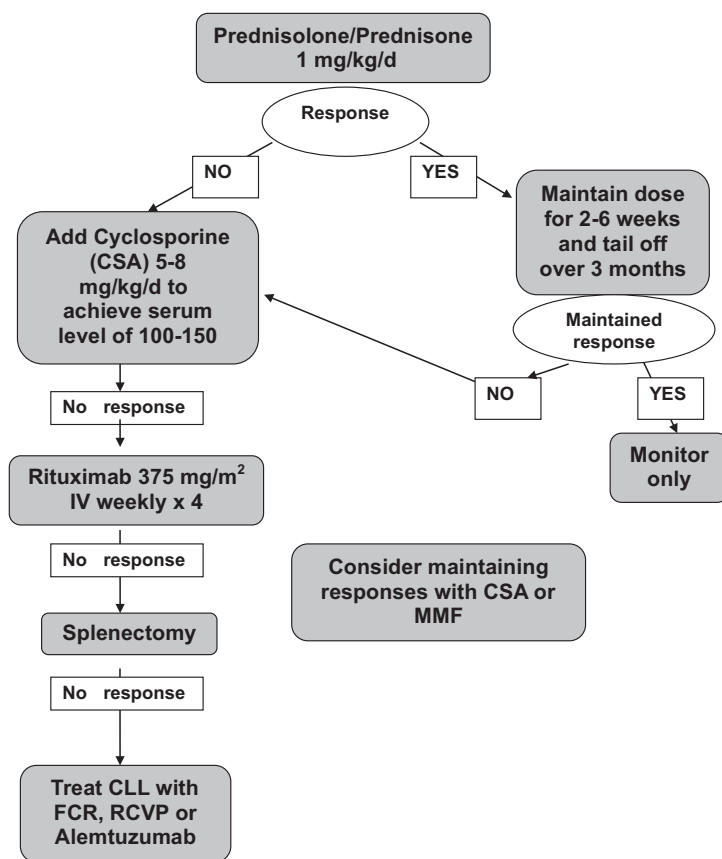 Prednisolone/Prednisone
1 mg/kg/d
Response
NO
YES
Maintain dose
for 2-6 weeks
and tail off
over 3 months
Add Cyclosporine
(CSA) 5-8
mg/kg/d to
achieve serum
level of 100-150
Maintained
response
NO
YES
No response
Monitor
only
Rituximab 375 mg/m²
IV weekly x 4
No response
Consider maintaining
responses with CSA or
MMF
Splenectomy
No response
Treat CLL with
FCR, RCVP or
Alemtuzumab